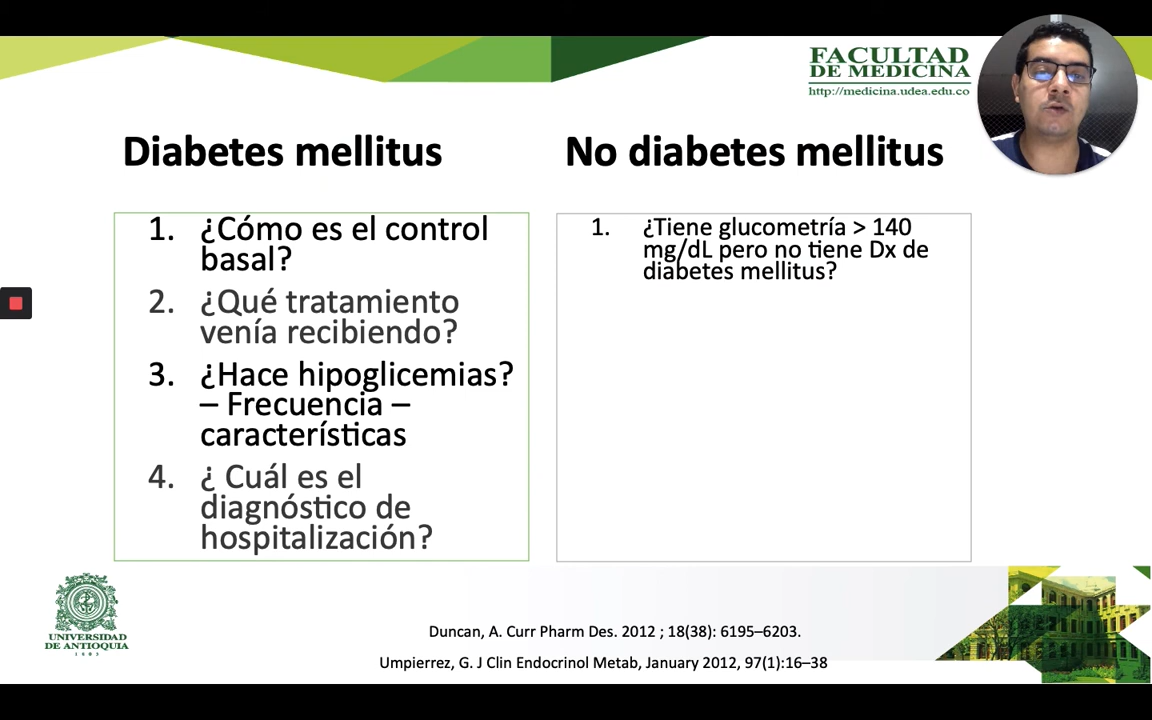 FACULTAD
DE MEDICINA
http://medicina.udea.edu.co
Diabetes mellitus
No diabetes mellitus
1. ¿Cómo es el control
basal?
2. ¿Qué tratamiento
venía recibiendo?
3. ¿Hace hipoglicemias?
– Frecuencia –
características
4. ¿ Cuál es el
diagnóstico de
hospitalización?
1. ¿Tiene glucometría > 140
mg/dL pero no tiene Dx de
diabetes mellitus?
UNIVERSIDAD
DE ANTIOQUIA
1803
Duncan, A. Curr Pharm Des. 2012 ; 18(38): 6195–6203.
Umpierrez, G. J Clin Endocrinol Metab, January 2012, 97(1):16–38